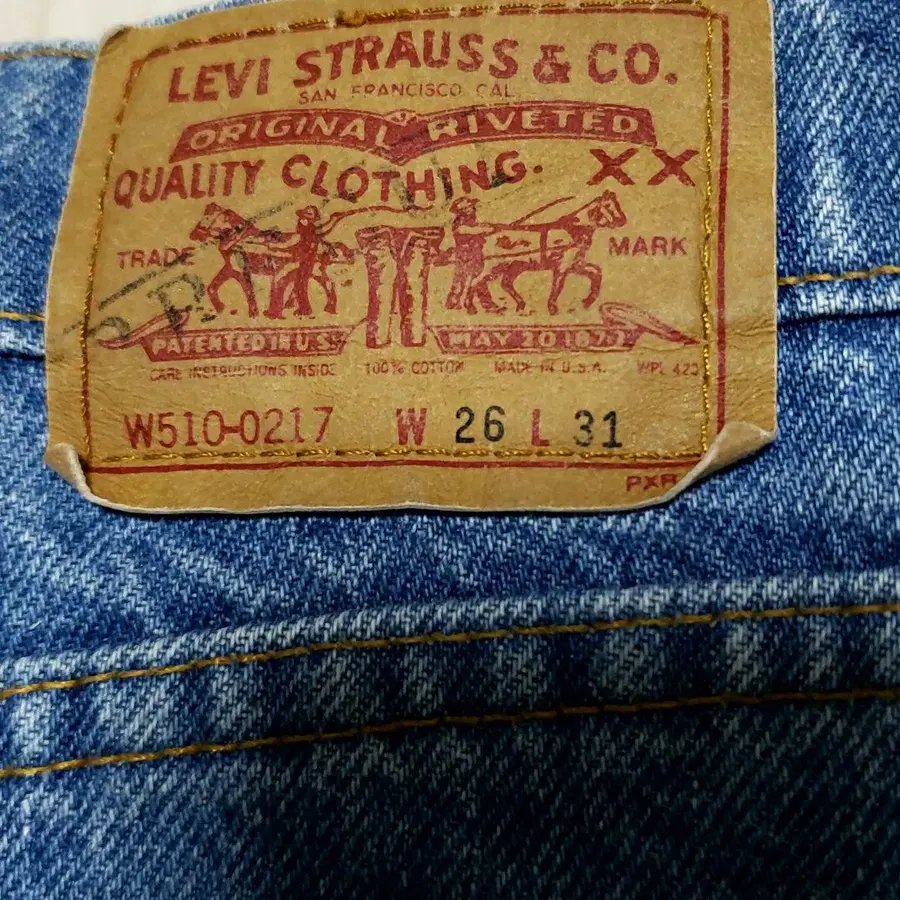 LEVI STRAUSS & CO.
SAN FRANCISCO CAL.
ORIGINAL RIVETED
QUALITY CLOTHING. XX
TRADE MARK
PATENTED IN U.S. MAY 20 1873
CARE INSTRUCTIONS INSIDE 100% COTTON MADE IN U.S.A. WPL 423
W510-0217 W 26 L 31